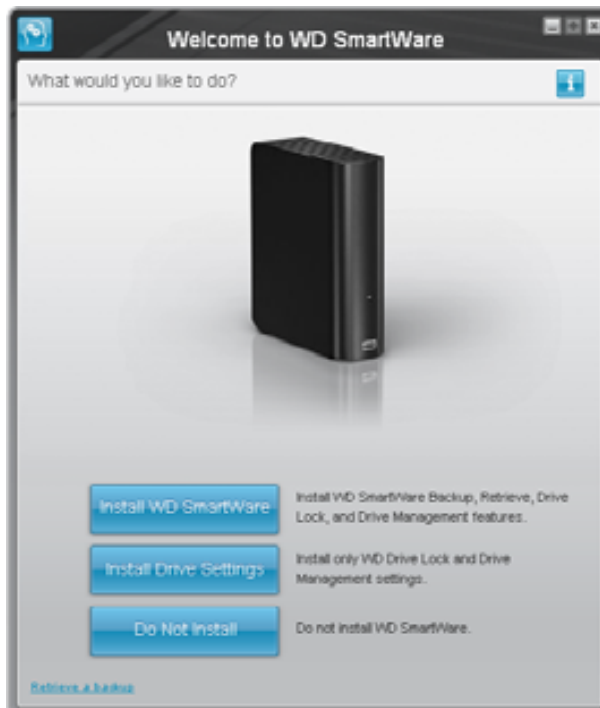 Welcome to WD SmartWare
What would you like to do?
Install WD SmartWare
Install WD SmartWare Backup, Retrieve, Drive
Lock, and Drive Management features.
Install Drive Settings
Install only WD Drive Lock and Drive
Management settings.
Do Not Install
Do not install WD SmartWare.
Retrieve a backup